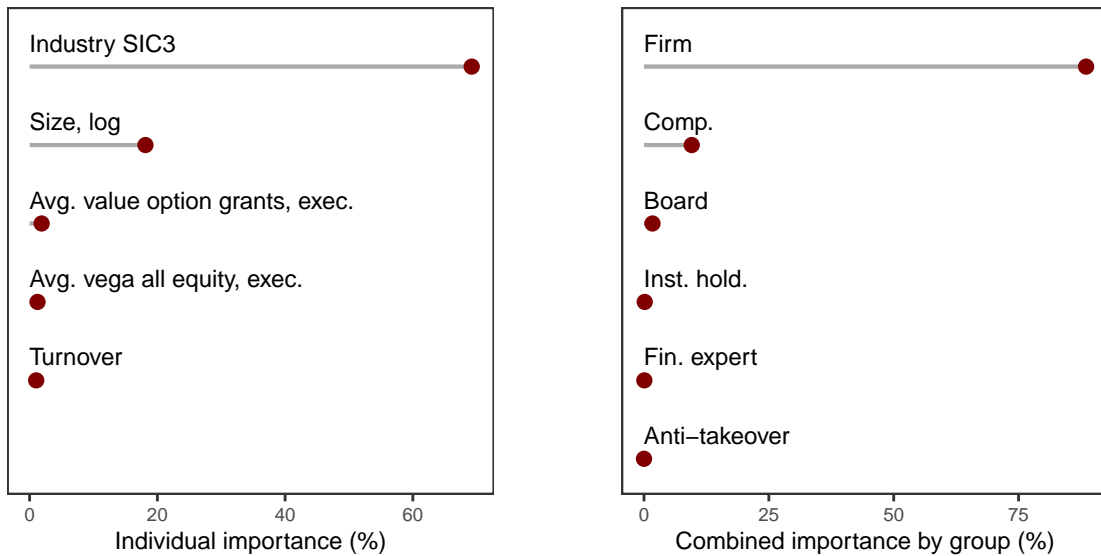 Industry SIC3
Size, log
Avg. value option grants, exec.
Avg. vega all equity, exec.
Turnover
0 20 40 60
Individual importance (%)
Firm
Comp.
Board
Inst. hold.
Fin. expert
Anti−takeover
0 25 50 75
Combined importance by group (%)